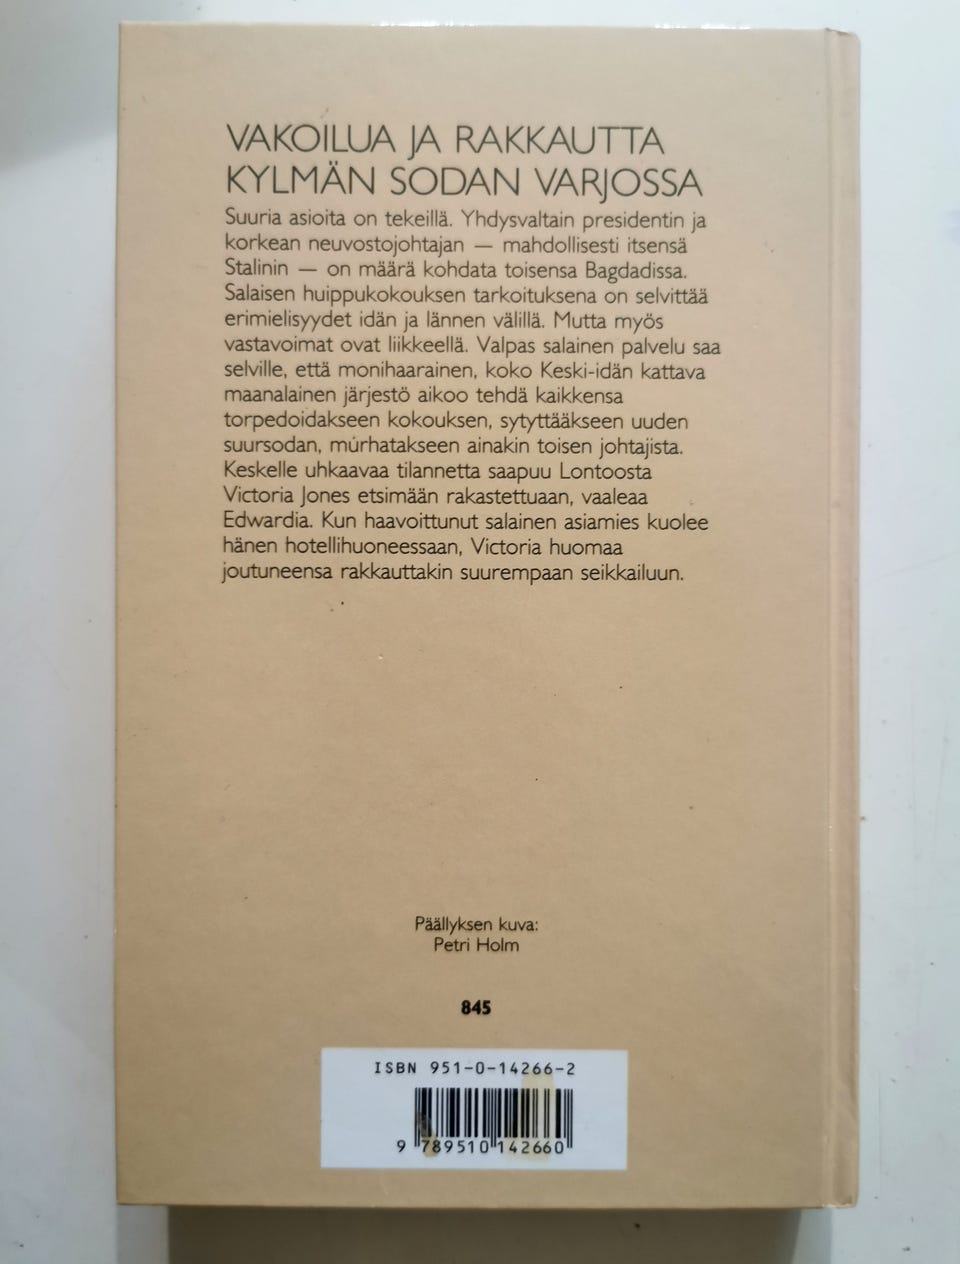 VAKOILUA JA RAKKAUTTA
KYLMÄN SODAN VARJOSSA
Suuria asioita on tekeillä. Yhdysvaltain presidentin ja
korkean neuvostojohtajan — mahdollisesti itsensä
Stalinin — on määrä kohdata toisensa Bagdadissa.
Salaisen huippukokouksen tarkoituksena on selvittää
erimielisyydet idän ja lännen välillä. Mutta myös
vastavoimat ovat liikkeellä. Valpas salainen palvelu saa
selville, että monihaarainen, koko Keski-idän kattava
maanalainen järjestö aikoo tehdä kaikkensa
torpedoidakseen kokouksen, sytyttääkseen uuden
suursodan, murhatakseen ainakin toisen johtajista.
Keskelle uhkaavaa tilannetta saapuu Lontoosta
Victoria Jones etsimään rakastettuaan, vaaleaa
Edwardia. Kun haavoittunut salainen asiamies kuolee
hänen hotellihuoneessaan, Victoria huomaa
joutuneensa rakkauttakin suurempaan seikkailuun.
Päällyksen kuva:
Petri Holm
845
ISBN 951-0-14266-2
9 789510 142660